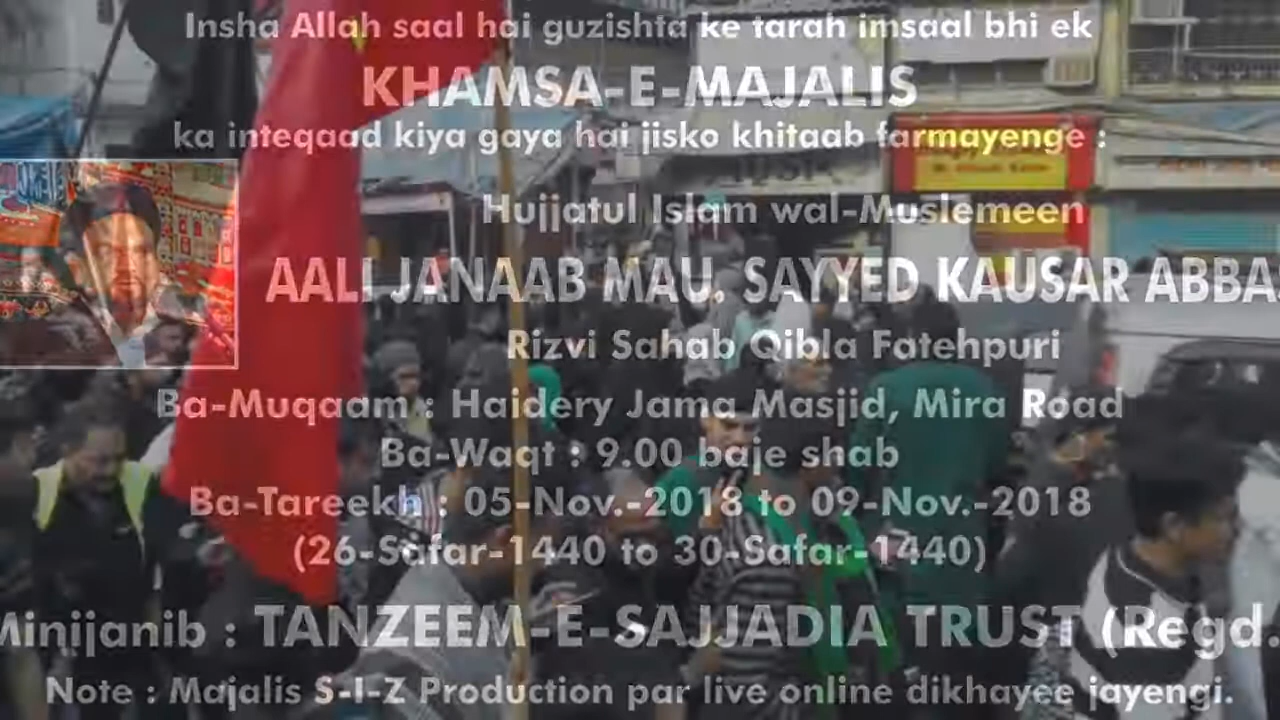 Insha Allah saal hai guzishta ke tarah imsaal bhi ek
KHAMSA-E-MAJALIS
ka inteqaad kiya gaya hai jisko khitaab farmayenge :
Hujjatul Islam wal-Muslemeen
AALI JANAAB MAU. SAYYED KAUSAR ABBA
Rizvi Sahab Qibla Fatehpuri
Ba-Muqaam : Haidery Jama Masjid, Mira Road
Ba-Waqt : 9.00 baje shab
Ba-Tareekh : 05-Nov.-2018 to 09-Nov.-2018
(26-Safar-1440 to 30-Safar-1440)
Minijanib : TANZEEM-E-SAJJADIA TRUST (Regd.
Note : Majalis S-I-Z Production par live online dikhayee jayengi.